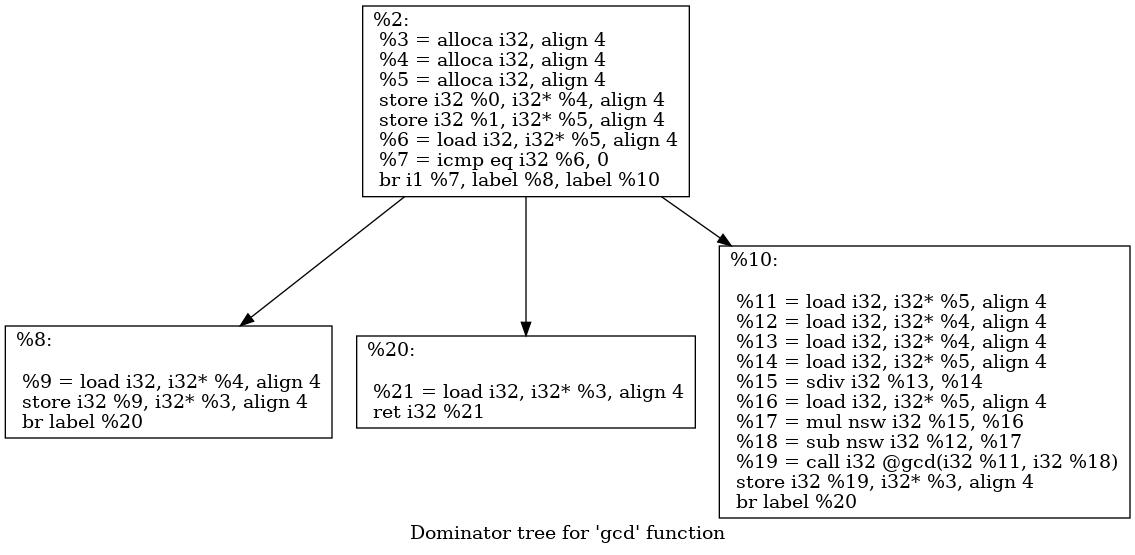 %2:
%3 = alloca i32, align 4
%4 = alloca i32, align 4
%5 = alloca i32, align 4
store i32 %0, i32* %4, align 4
store i32 %1, i32* %5, align 4
%6 = load i32, i32* %5, align 4
%7 = icmp eq i32 %6, 0
br i1 %7, label %8, label %10
%8:
%9 = load i32, i32* %4, align 4
store i32 %9, i32* %3, align 4
br label %20
%20:
%21 = load i32, i32* %3, align 4
ret i32 %21
%10:
%11 = load i32, i32* %5, align 4
%12 = load i32, i32* %4, align 4
%13 = load i32, i32* %4, align 4
%14 = load i32, i32* %5, align 4
%15 = sdiv i32 %13, %14
%16 = load i32, i32* %5, align 4
%17 = mul nsw i32 %15, %16
%18 = sub nsw i32 %12, %17
%19 = call i32 @gcd(i32 %11, i32 %18)
store i32 %19, i32* %3, align 4
br label %20
Dominator tree for 'gcd' function